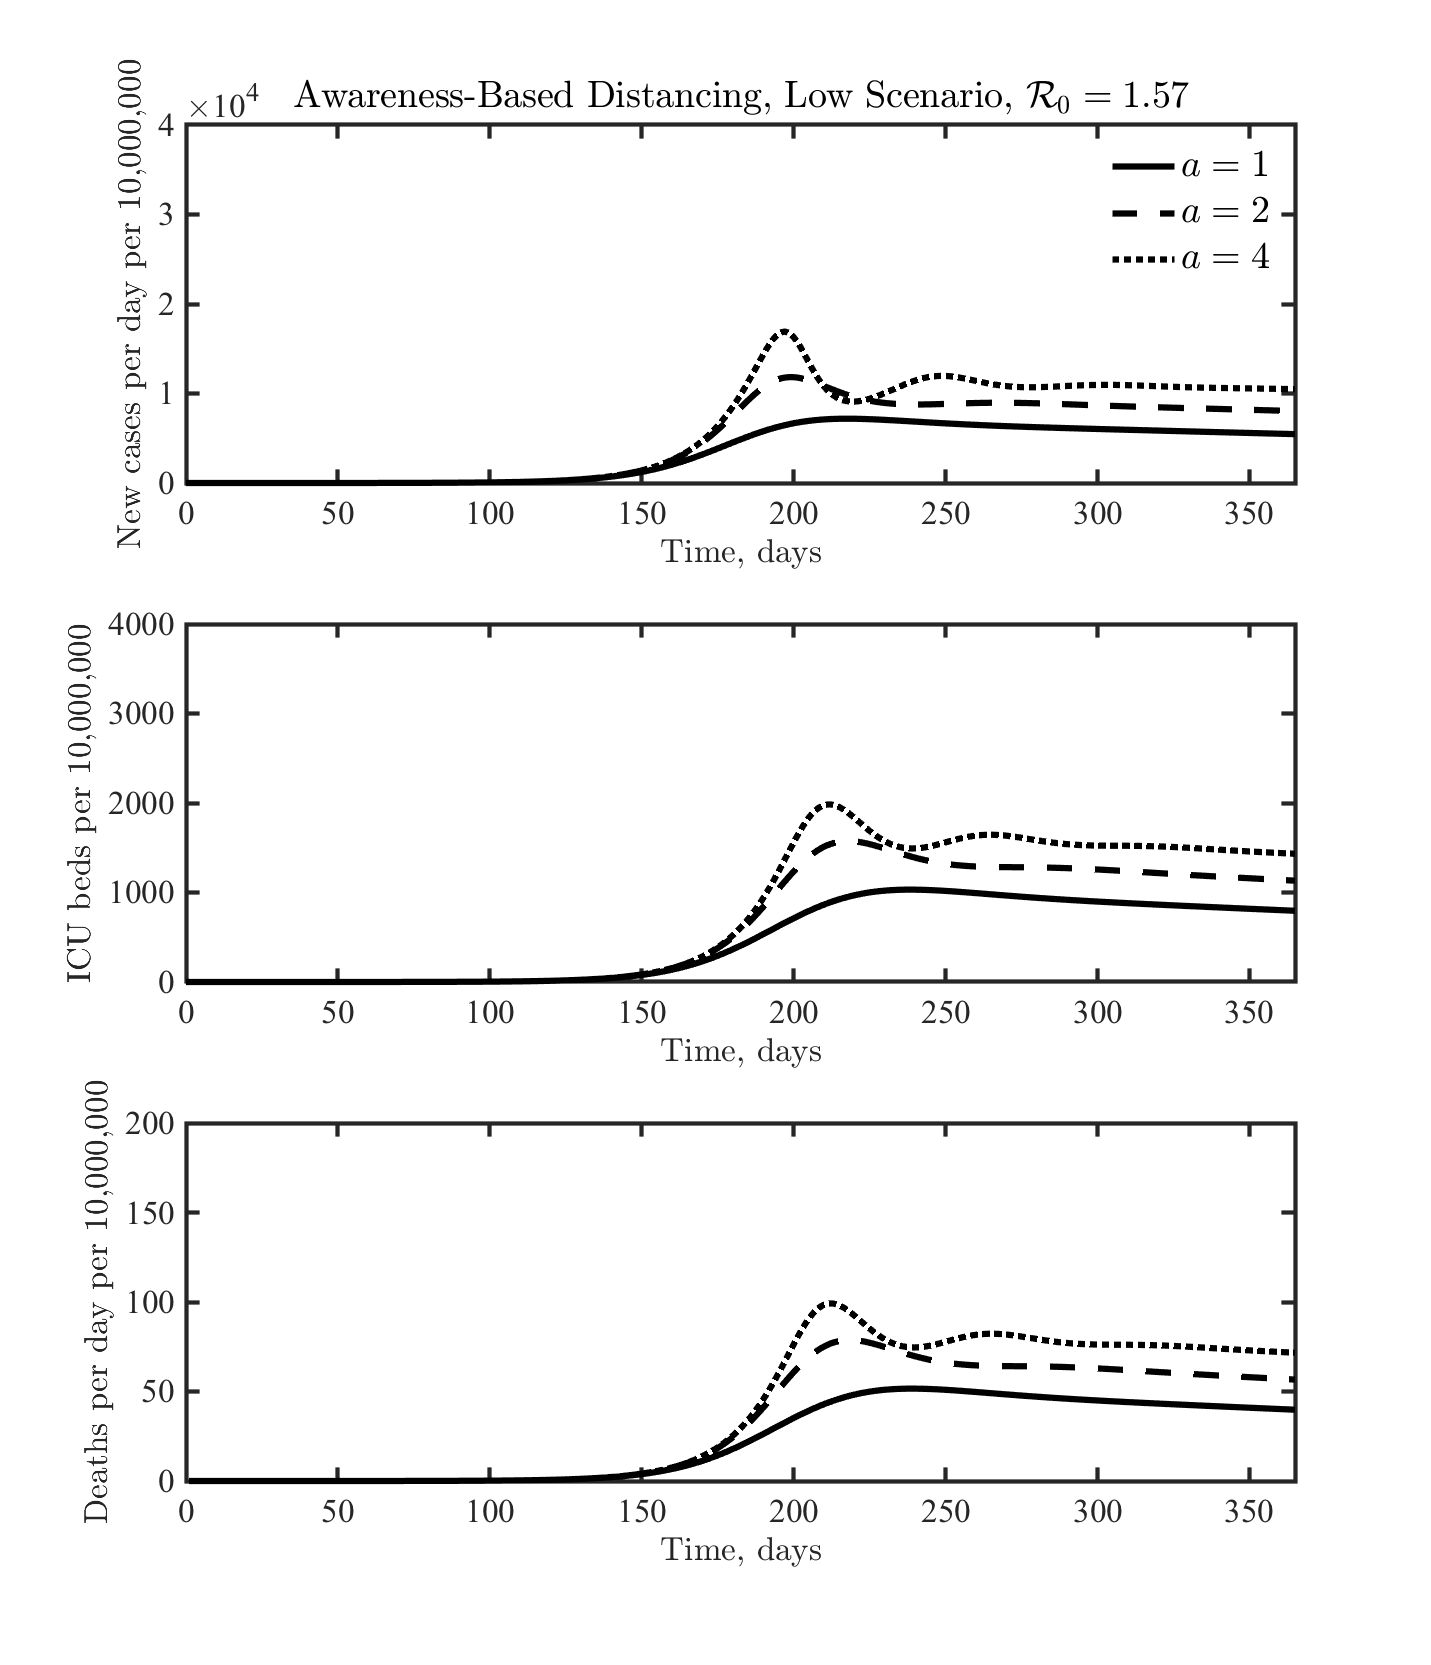 Awareness-Based Distancing, Low Scenario, ℛ₀ = 1.57
×10⁴
New cases per day per 10,000,000
4
3
2
1
0
a = 1
a = 2
a = 4
0 50 100 150 200 250 300 350
Time, days
ICU beds per 10,000,000
4000
3000
2000
1000
0
0 50 100 150 200 250 300 350
Time, days
Deaths per day per 10,000,000
200
150
100
50
0
0 50 100 150 200 250 300 350
Time, days